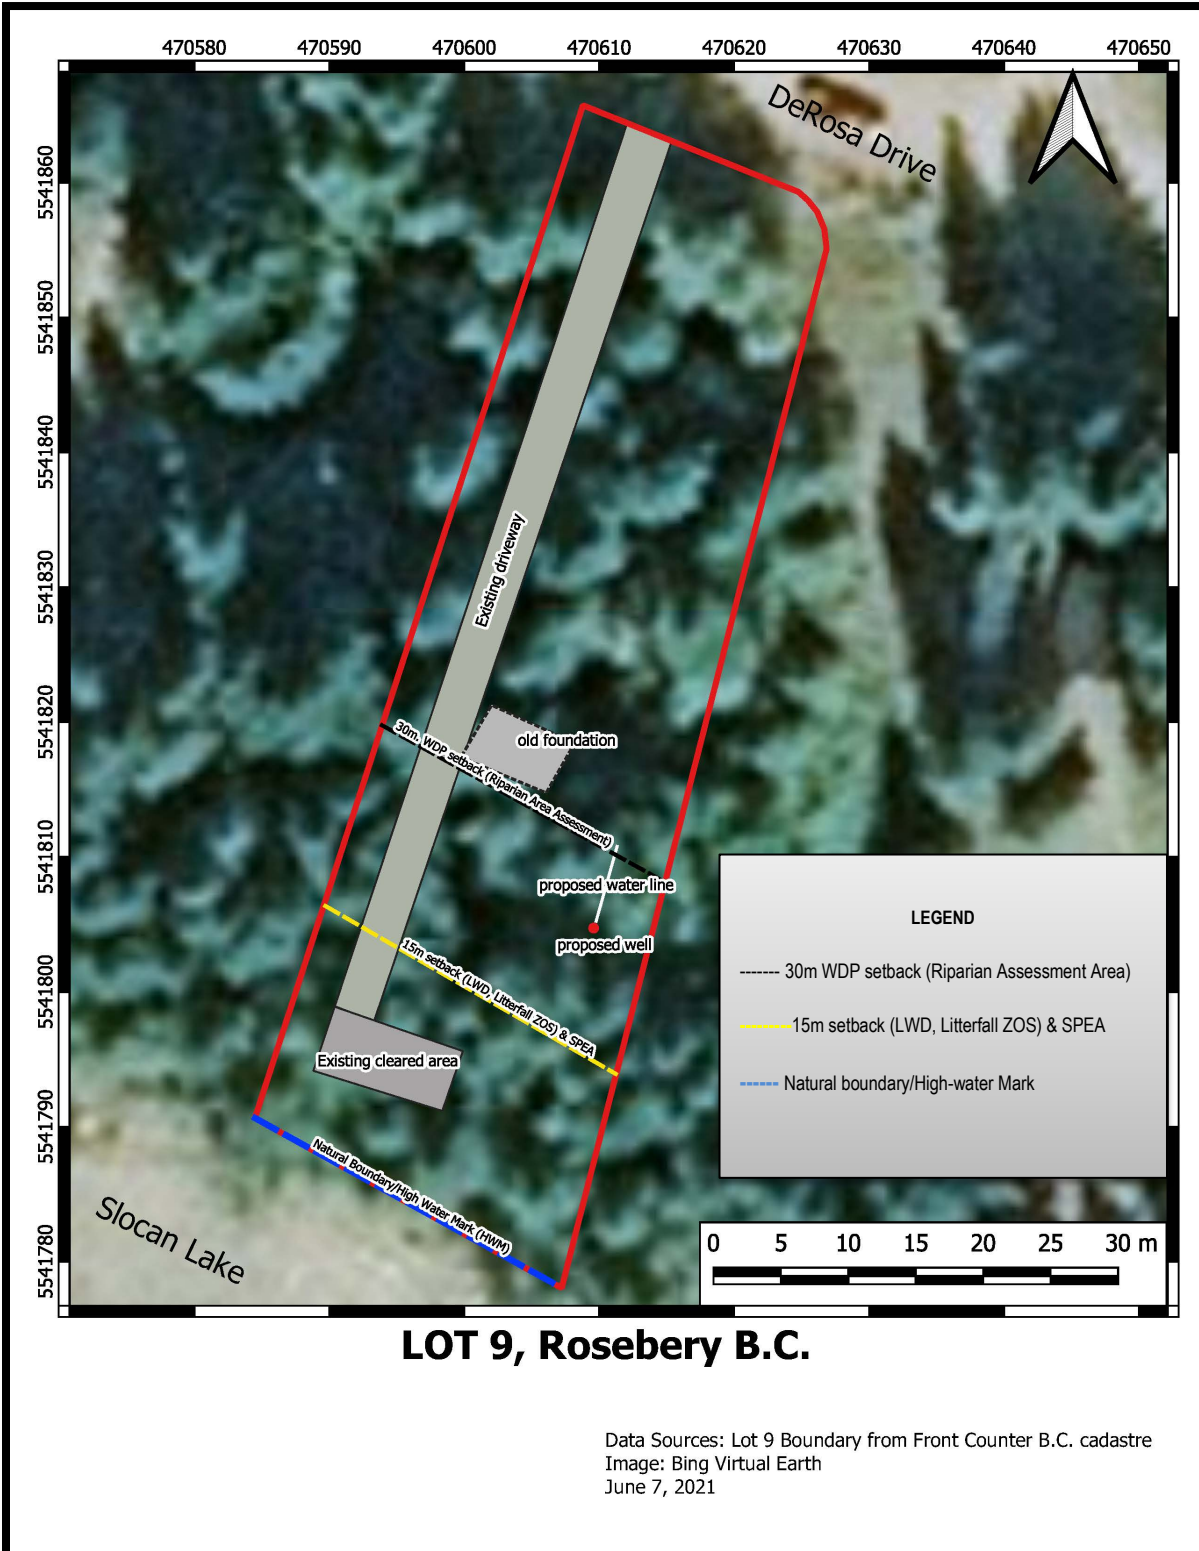 470580 470590 470600 470610 470620 470630 470640 470650
5541860
5541850
5541840
5541830
5541820
5541810
5541800
5541790
5541780
DeRosa Drive
Existing driveway
old foundation
30m. WDP setback (Riparian Area Assessment)
proposed water line
proposed well
15m setback (LWD, Litterfall ZOS) & SPEA
Existing cleared area
Natural Boundary/High Water Mark (HWM)
Slocan Lake
LEGEND
30m WDP setback (Riparian Assessment Area)
15m setback (LWD, Litterfall ZOS) & SPEA
Natural boundary/High-water Mark
0 5 10 15 20 25 30 m
LOT 9, Rosebery B.C.
Data Sources: Lot 9 Boundary from Front Counter B.C. cadastre
Image: Bing Virtual Earth
June 7, 2021